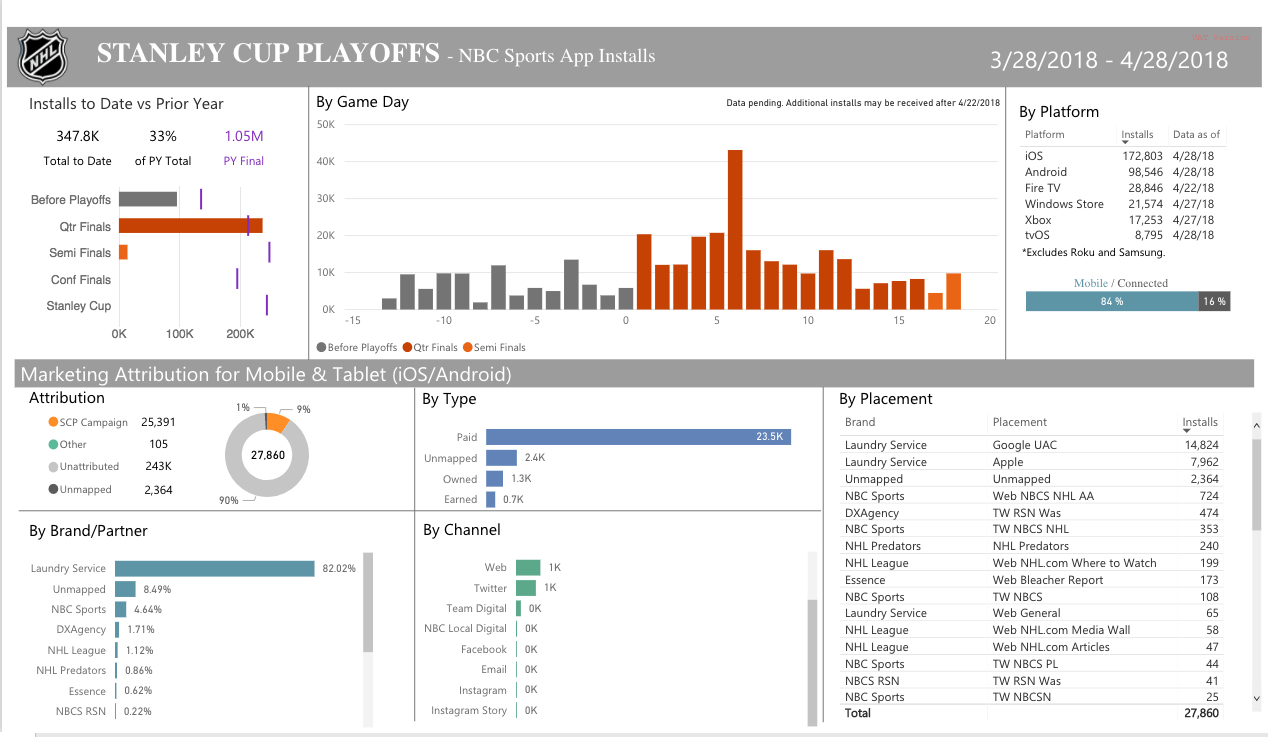 NHL
STANLEY CUP PLAYOFFS - NBC Sports App Installs
3/28/2018 - 4/28/2018
Installs to Date vs Prior Year
347.8K 33% 1.05M
Total to Date of PY Total PY Final
Before Playoffs
Qtr Finals
Semi Finals
Conf Finals
Stanley Cup
0K 100K 200K
By Game Day
Data pending. Additional installs may be received after 4/22/2018
50K
40K
30K
20K
10K
0K
-15 -10 -5 0 5 10 15 20
Before Playoffs Qtr Finals Semi Finals
By Platform
Platform Installs Data as of
iOS 172,803 4/28/18
Android 98,546 4/28/18
Fire TV 28,846 4/22/18
Windows Store 21,574 4/27/18
Xbox 17,253 4/27/18
tvOS 8,795 4/28/18
*Excludes Roku and Samsung.
Mobile / Connected
84 % 16 %
Marketing Attribution for Mobile & Tablet (iOS/Android)
Attribution
SCP Campaign 25,391
Other 105
Unattributed 243K
Unmapped 2,364
1% 9%
27,860
90%
By Type
Paid 23.5K
Unmapped 2.4K
Owned 1.3K
Earned 0.7K
By Brand/Partner
Laundry Service 82.02%
Unmapped 8.49%
NBC Sports 4.64%
DXAgency 1.71%
NHL League 1.12%
NHL Predators 0.86%
Essence 0.62%
NBCS RSN 0.22%
By Channel
Web 1K
Twitter 1K
Team Digital 0K
NBC Local Digital 0K
Facebook 0K
Email 0K
Instagram 0K
Instagram Story 0K
By Placement
Brand Placement Installs
Laundry Service Google UAC 14,824
Laundry Service Apple 7,962
Unmapped Unmapped 2,364
NBC Sports Web NBCS NHL AA 724
DXAgency TW RSN Was 474
NBC Sports TW NBCS NHL 353
NHL Predators NHL Predators 240
NHL League Web NHL.com Where to Watch 199
Essence Web Bleacher Report 173
NBC Sports TW NBCS 108
Laundry Service Web General 65
NHL League Web NHL.com Media Wall 58
NHL League Web NHL.com Articles 47
NBC Sports TW NBCS PL 44
NBCS RSN TW RSN Was 41
NBC Sports TW NBCSN 25
Total 27,860